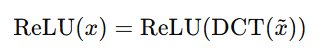 ReLU(x) = ReLU(DCT(x̃))